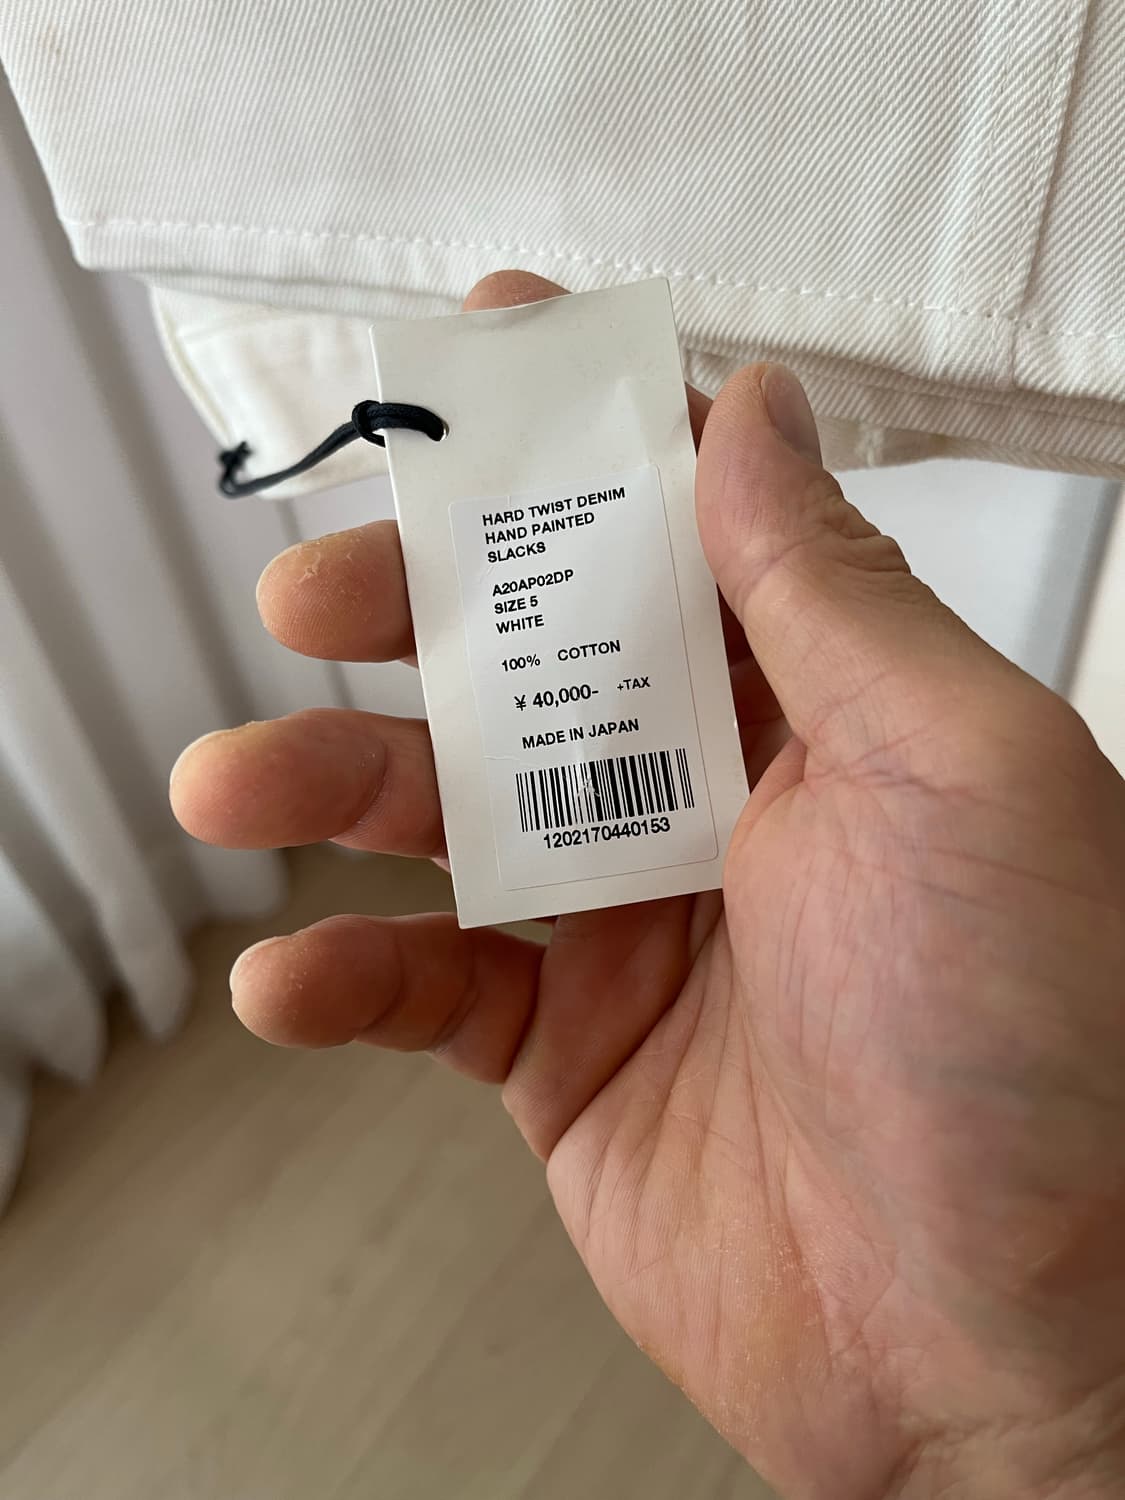 HARD TWIST DENIM
HAND PAINTED
SLACKS
A20AP02DP
SIZE 5
WHITE
100% COTTON
¥ 40,000- +TAX
MADE IN JAPAN
1202170440153